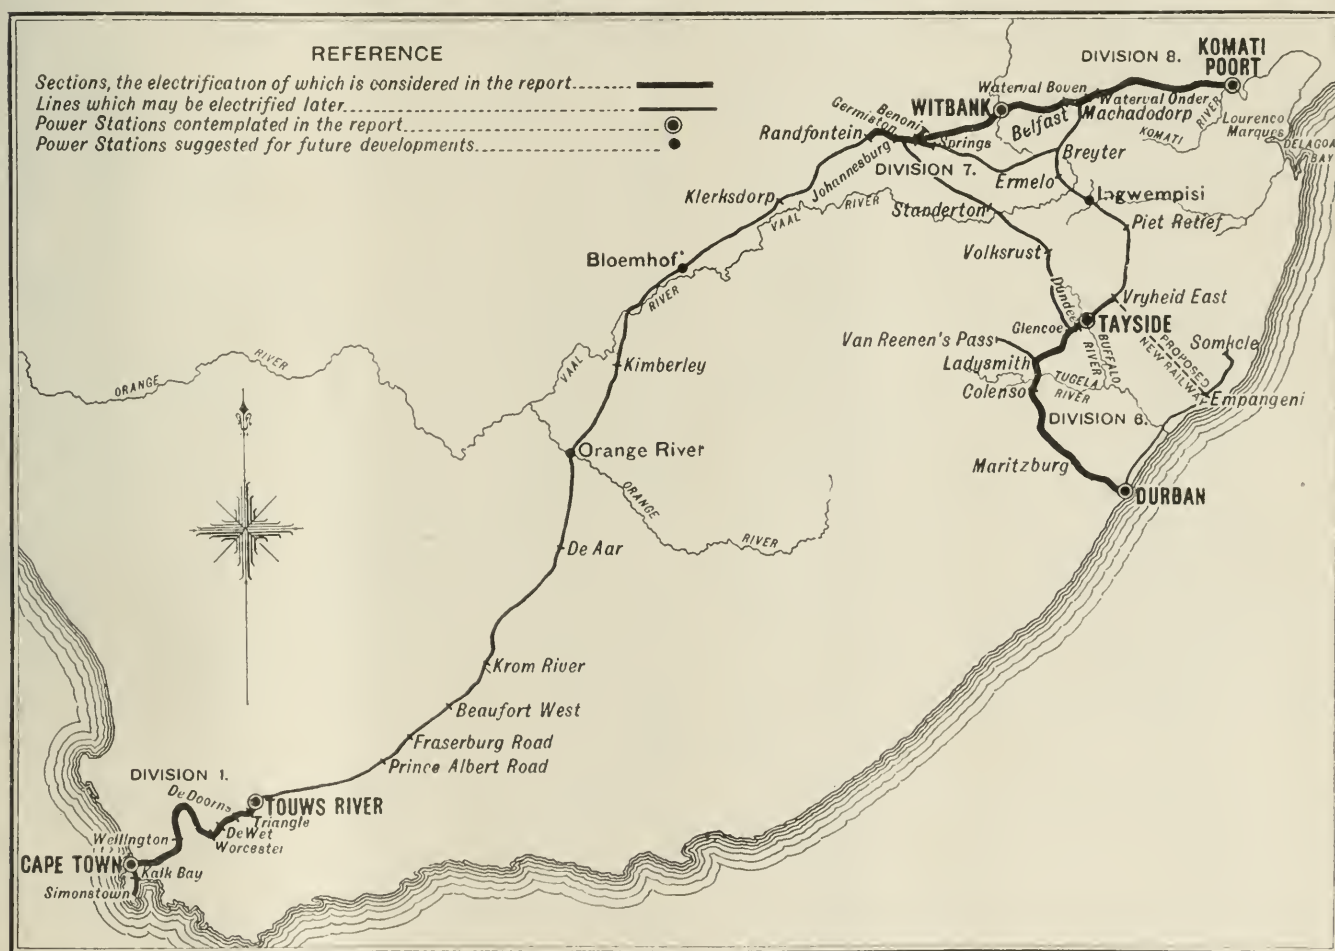 REFERENCE
Sections, the electrification of which is considered in the report
Lines which may be electrified later
Power Stations contemplated in the report
Power Stations suggested for future developments
DIVISION 8.
KOMATI
POORT
Waterval Boven
WITBANK
Belfast
Waterval Onder
Machadodorp
KOMATI
RIVER
Lourenco
Marques
DELAGOA
BAY
Randfontein
Germiston
Benoni
Johannesburg
Springs
DIVISION 7.
Breyter
Ermelo
Ingwempisi
Klerksdorp
VAAL
RIVER
Standerton
Piet Retief
Volksrust
Bloemhof
RIVER
Vryheid East
Dundee
Glencoe
TAYSIDE
Van Reenen's Pass
Ladysmith
BUFFALO
RIVER
PROPOSED
NEW RAILWAY
Somkele
Colenso
TUGELA
RIVER
Empangeni
DIVISION 6.
Maritzburg
DURBAN
VAAL
Kimberley
ORANGE
RIVER
Orange River
ORANGE
RIVER
De Aar
Krom River
Beaufort West
Fraserburg Road
Prince Albert Road
DIVISION 1.
De Doorns
TOUWS RIVER
Triangle
De Wet
Worcester
Wellington
CAPE TOWN
Kalk Bay
Simonstown